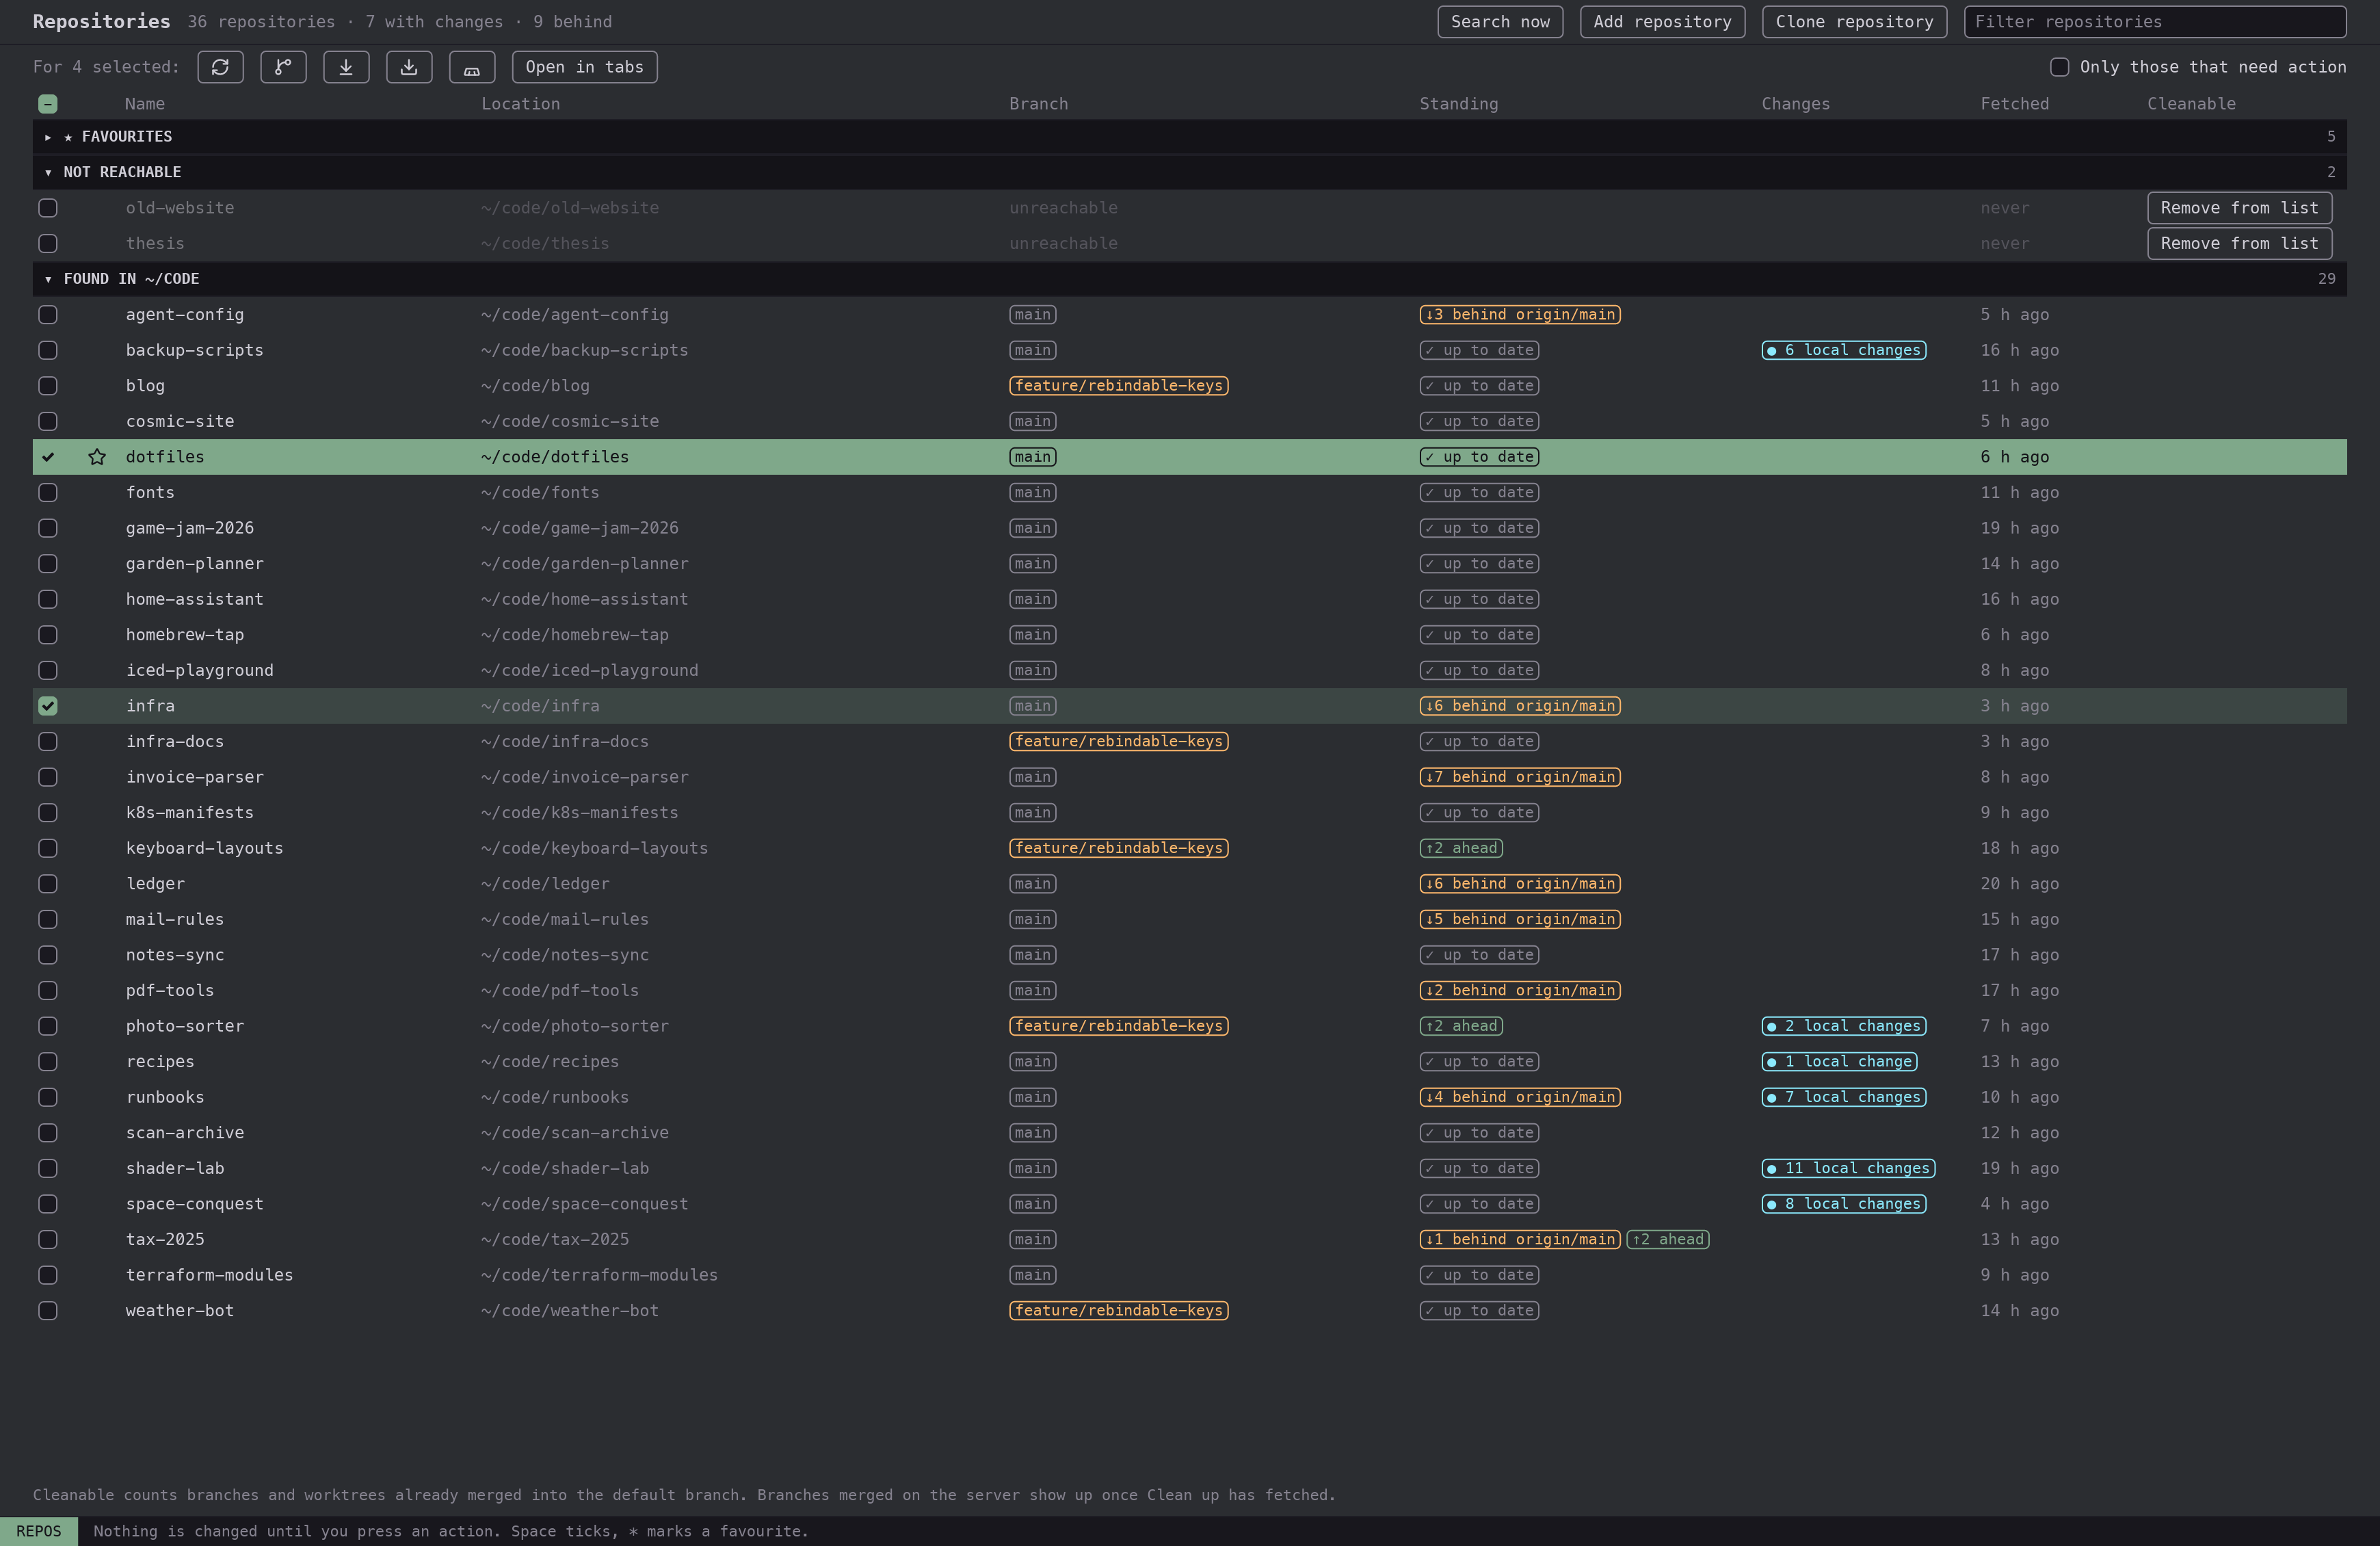 Repositories 36 repositories · 7 with changes · 9 behind Search now Add repository Clone repository Filter repositories
For 4 selected: Open in tabs Only those that need action
Name Location Branch Standing Changes Fetched Cleanable
▸ ★ FAVOURITES 5
▾ NOT REACHABLE 2
old-website ~/code/old-website unreachable never Remove from list
thesis ~/code/thesis unreachable never Remove from list
▾ FOUND IN ~/CODE 29
agent-config ~/code/agent-config main ↓3 behind origin/main 5 h ago
backup-scripts ~/code/backup-scripts main ✓ up to date ● 6 local changes 16 h ago
blog ~/code/blog feature/rebindable-keys ✓ up to date 11 h ago
cosmic-site ~/code/cosmic-site main ✓ up to date 5 h ago
dotfiles ~/code/dotfiles main ✓ up to date 6 h ago
fonts ~/code/fonts main ✓ up to date 11 h ago
game-jam-2026 ~/code/game-jam-2026 main ✓ up to date 19 h ago
garden-planner ~/code/garden-planner main ✓ up to date 14 h ago
home-assistant ~/code/home-assistant main ✓ up to date 16 h ago
homebrew-tap ~/code/homebrew-tap main ✓ up to date 6 h ago
iced-playground ~/code/iced-playground main ✓ up to date 8 h ago
infra ~/code/infra main ↓6 behind origin/main 3 h ago
infra-docs ~/code/infra-docs feature/rebindable-keys ✓ up to date 3 h ago
invoice-parser ~/code/invoice-parser main ↓7 behind origin/main 8 h ago
k8s-manifests ~/code/k8s-manifests main ✓ up to date 9 h ago
keyboard-layouts ~/code/keyboard-layouts feature/rebindable-keys ↑2 ahead 18 h ago
ledger ~/code/ledger main ↓6 behind origin/main 20 h ago
mail-rules ~/code/mail-rules main ↓5 behind origin/main 15 h ago
notes-sync ~/code/notes-sync main ✓ up to date 17 h ago
pdf-tools ~/code/pdf-tools main ↓2 behind origin/main 17 h ago
photo-sorter ~/code/photo-sorter feature/rebindable-keys ↑2 ahead ● 2 local changes 7 h ago
recipes ~/code/recipes main ✓ up to date ● 1 local change 13 h ago
runbooks ~/code/runbooks main ↓4 behind origin/main ● 7 local changes 10 h ago
scan-archive ~/code/scan-archive main ✓ up to date 12 h ago
shader-lab ~/code/shader-lab main ✓ up to date ● 11 local changes 19 h ago
space-conquest ~/code/space-conquest main ✓ up to date ● 8 local changes 4 h ago
tax-2025 ~/code/tax-2025 main ↓1 behind origin/main ↑2 ahead 13 h ago
terraform-modules ~/code/terraform-modules main ✓ up to date 9 h ago
weather-bot ~/code/weather-bot feature/rebindable-keys ✓ up to date 14 h ago
Cleanable counts branches and worktrees already merged into the default branch. Branches merged on the server show up once Clean up has fetched.
REPOS Nothing is changed until you press an action. Space ticks, * marks a favourite.